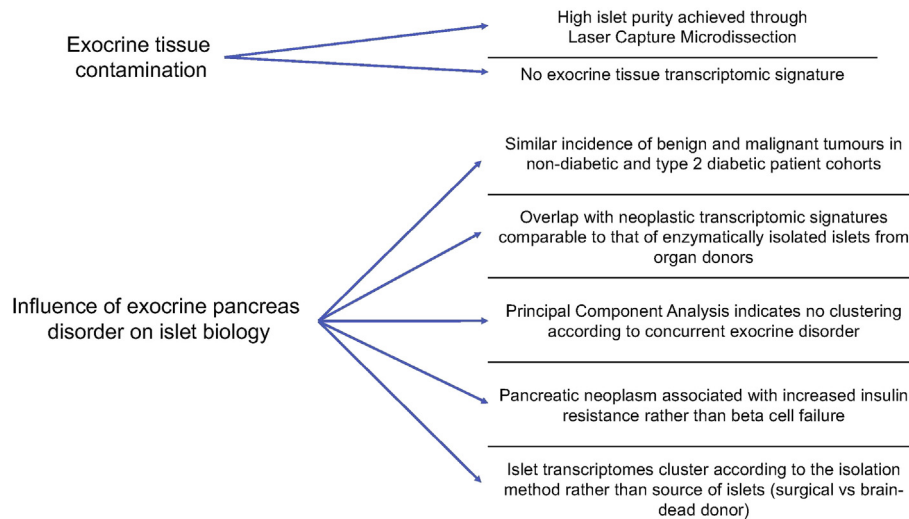 Exocrine tissue
contamination
High islet purity achieved through
Laser Capture Microdissection
No exocrine tissue transcriptomic signature
Influence of exocrine pancreas
disorder on islet biology
Similar incidence of benign and malignant tumours in
non-diabetic and type 2 diabetic patient cohorts
Overlap with neoplastic transcriptomic signatures
comparable to that of enzymatically isolated islets from
organ donors
Principal Component Analysis indicates no clustering
according to concurrent exocrine disorder
Pancreatic neoplasm associated with increased insulin
resistance rather than beta cell failure
Islet transcriptomes cluster according to the isolation
method rather than source of islets (surgical vs brain-
dead donor)